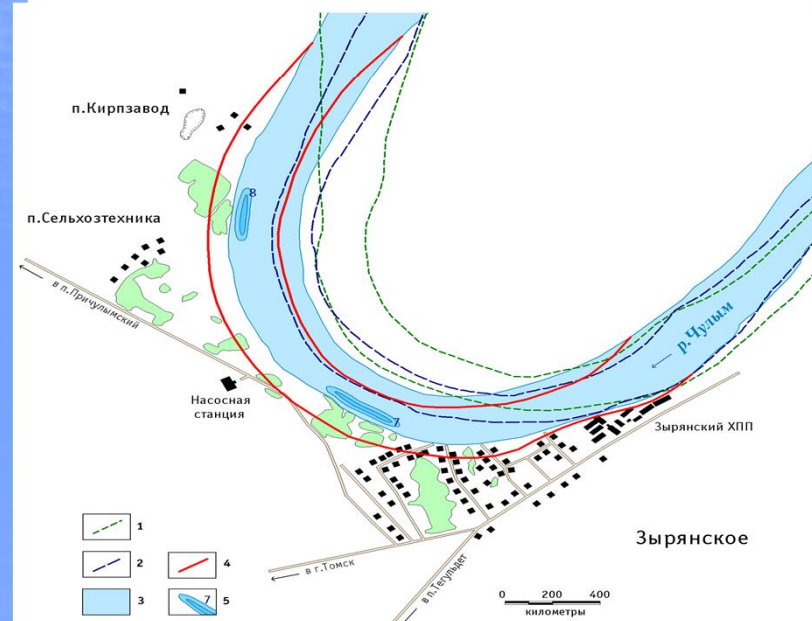 п.Кирпзавод
8
п.Сельхозтехника
в п.Причулымский
р. Чулым
Насосная
станция
7
Зырянский ХПП
Зырянское
1
2
4
3
7
5
в г.Томск
в п.Тегульдет
0 200 400
километры